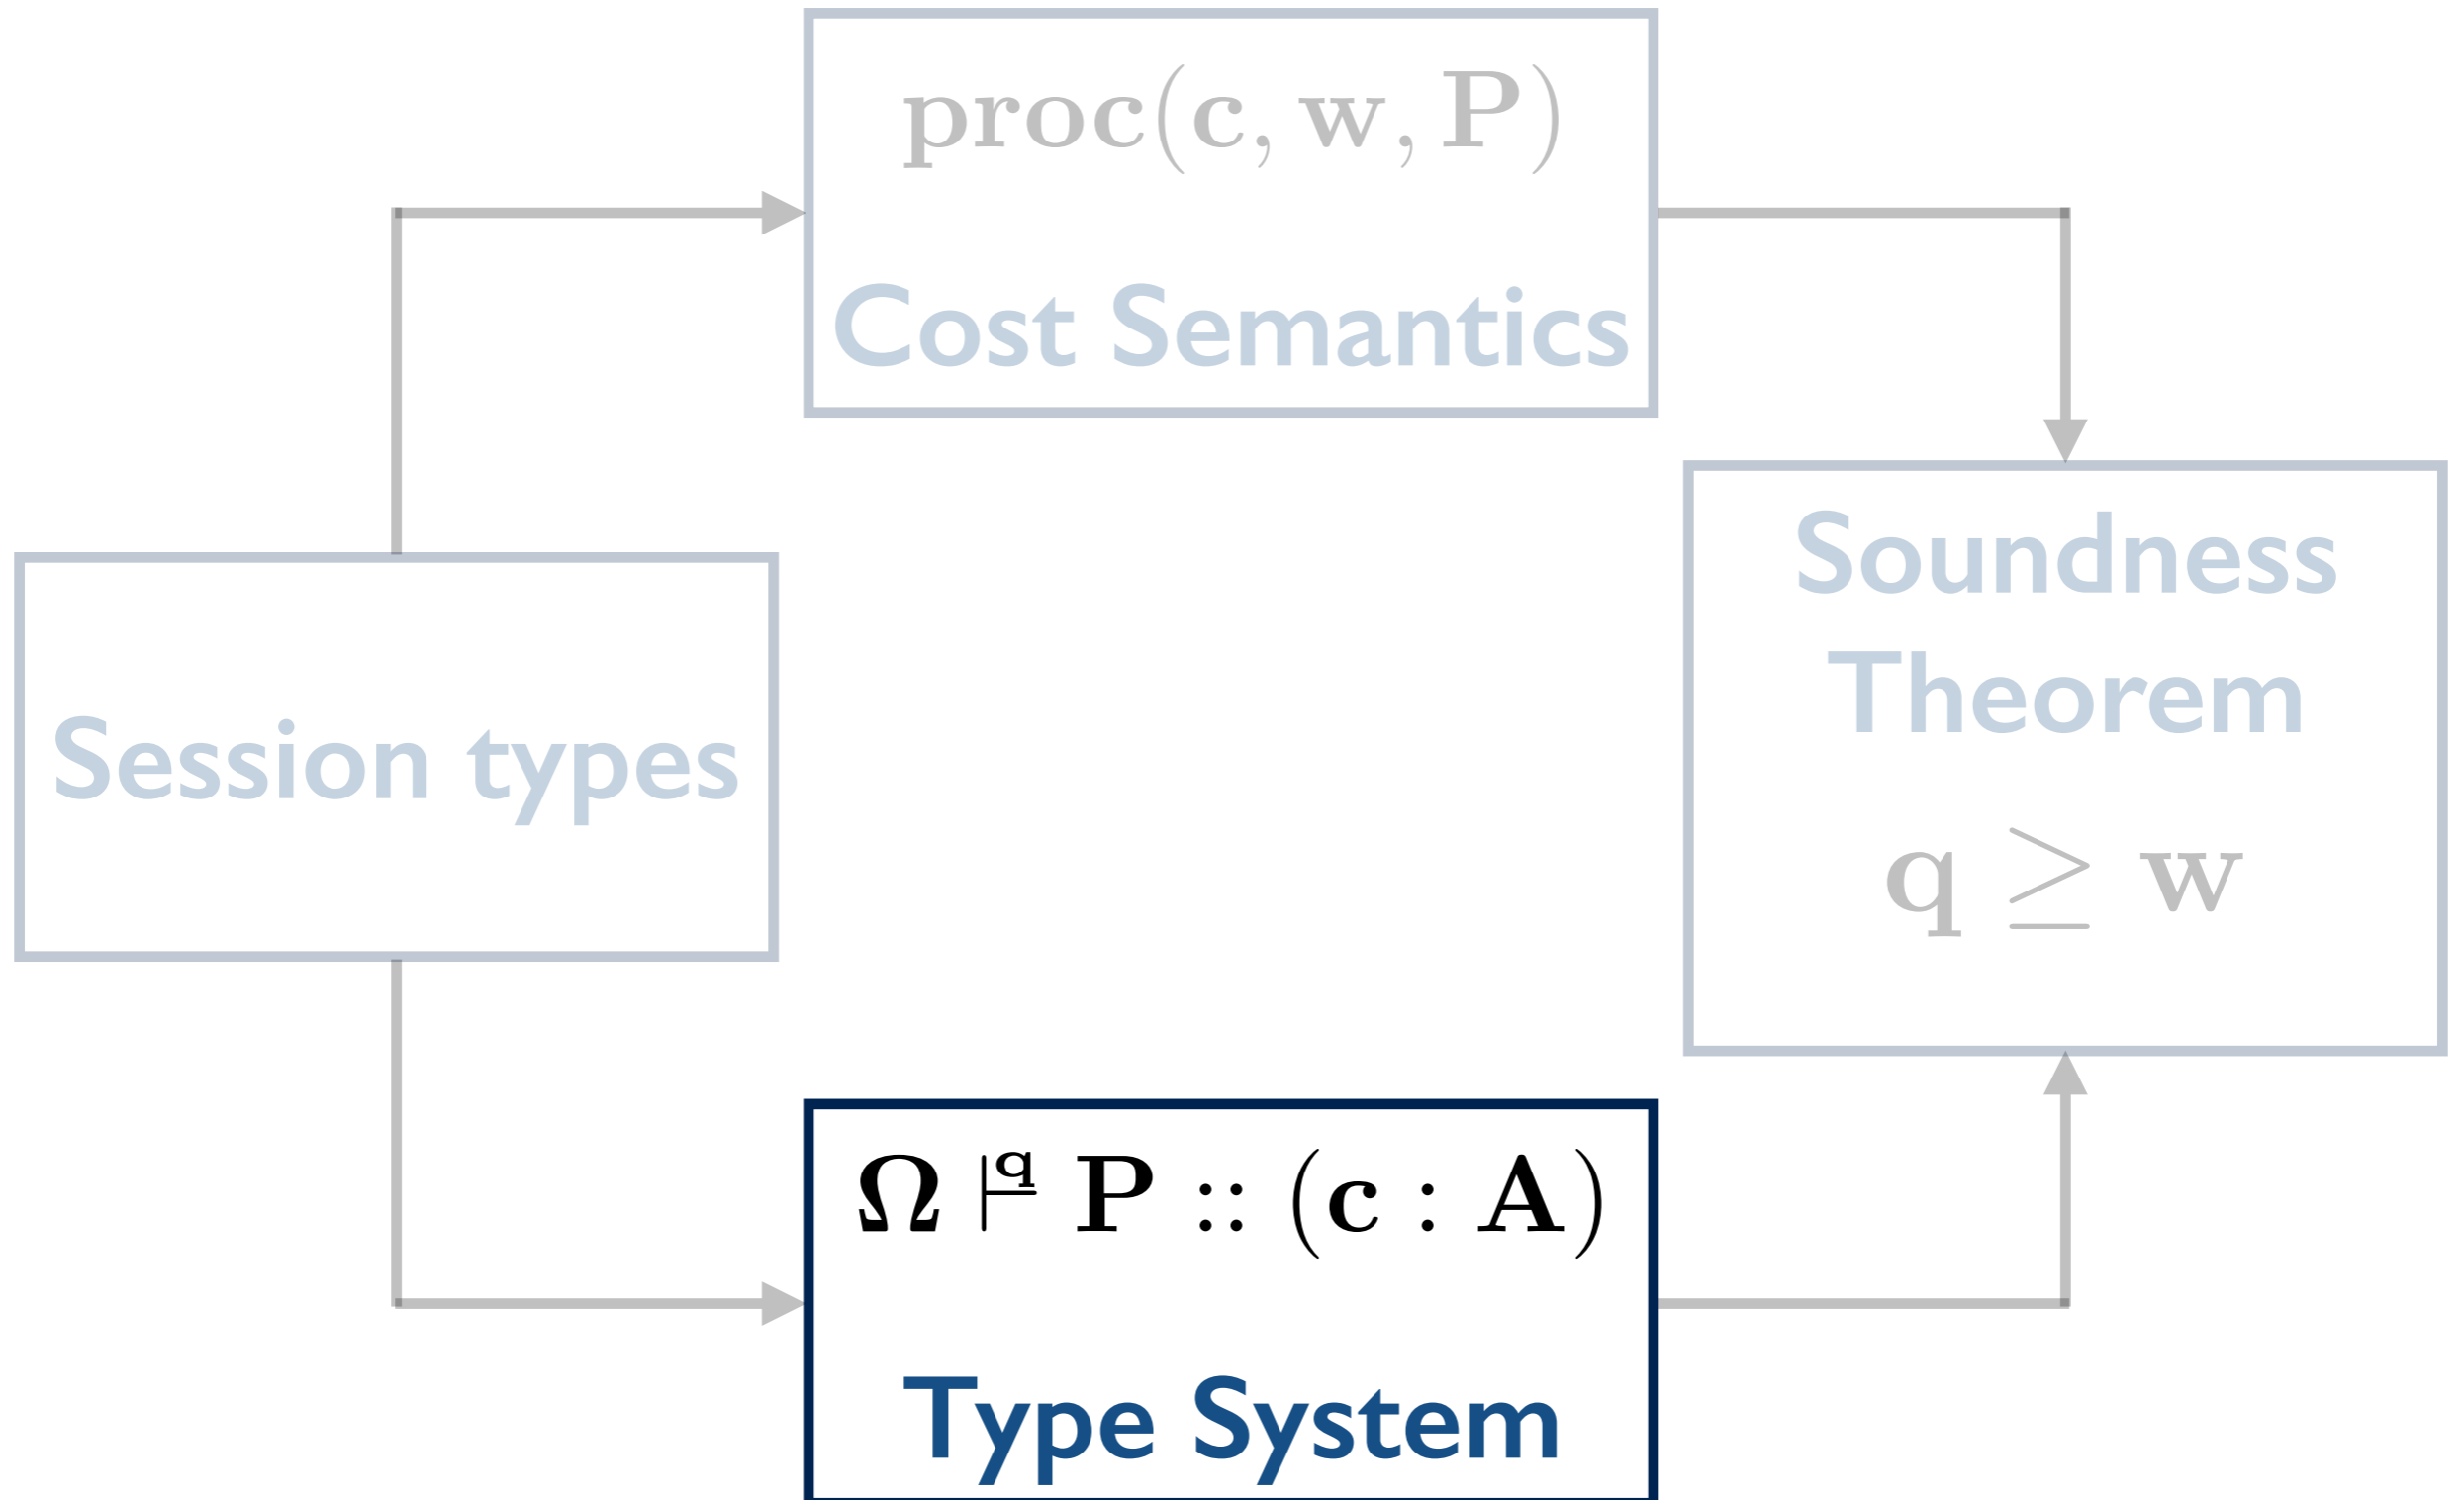 proc(c, w, P)
Cost Semantics
Session types
Soundness
Theorem
q ≥ w
Ω ⊢^q P :: (c : A)
Type System